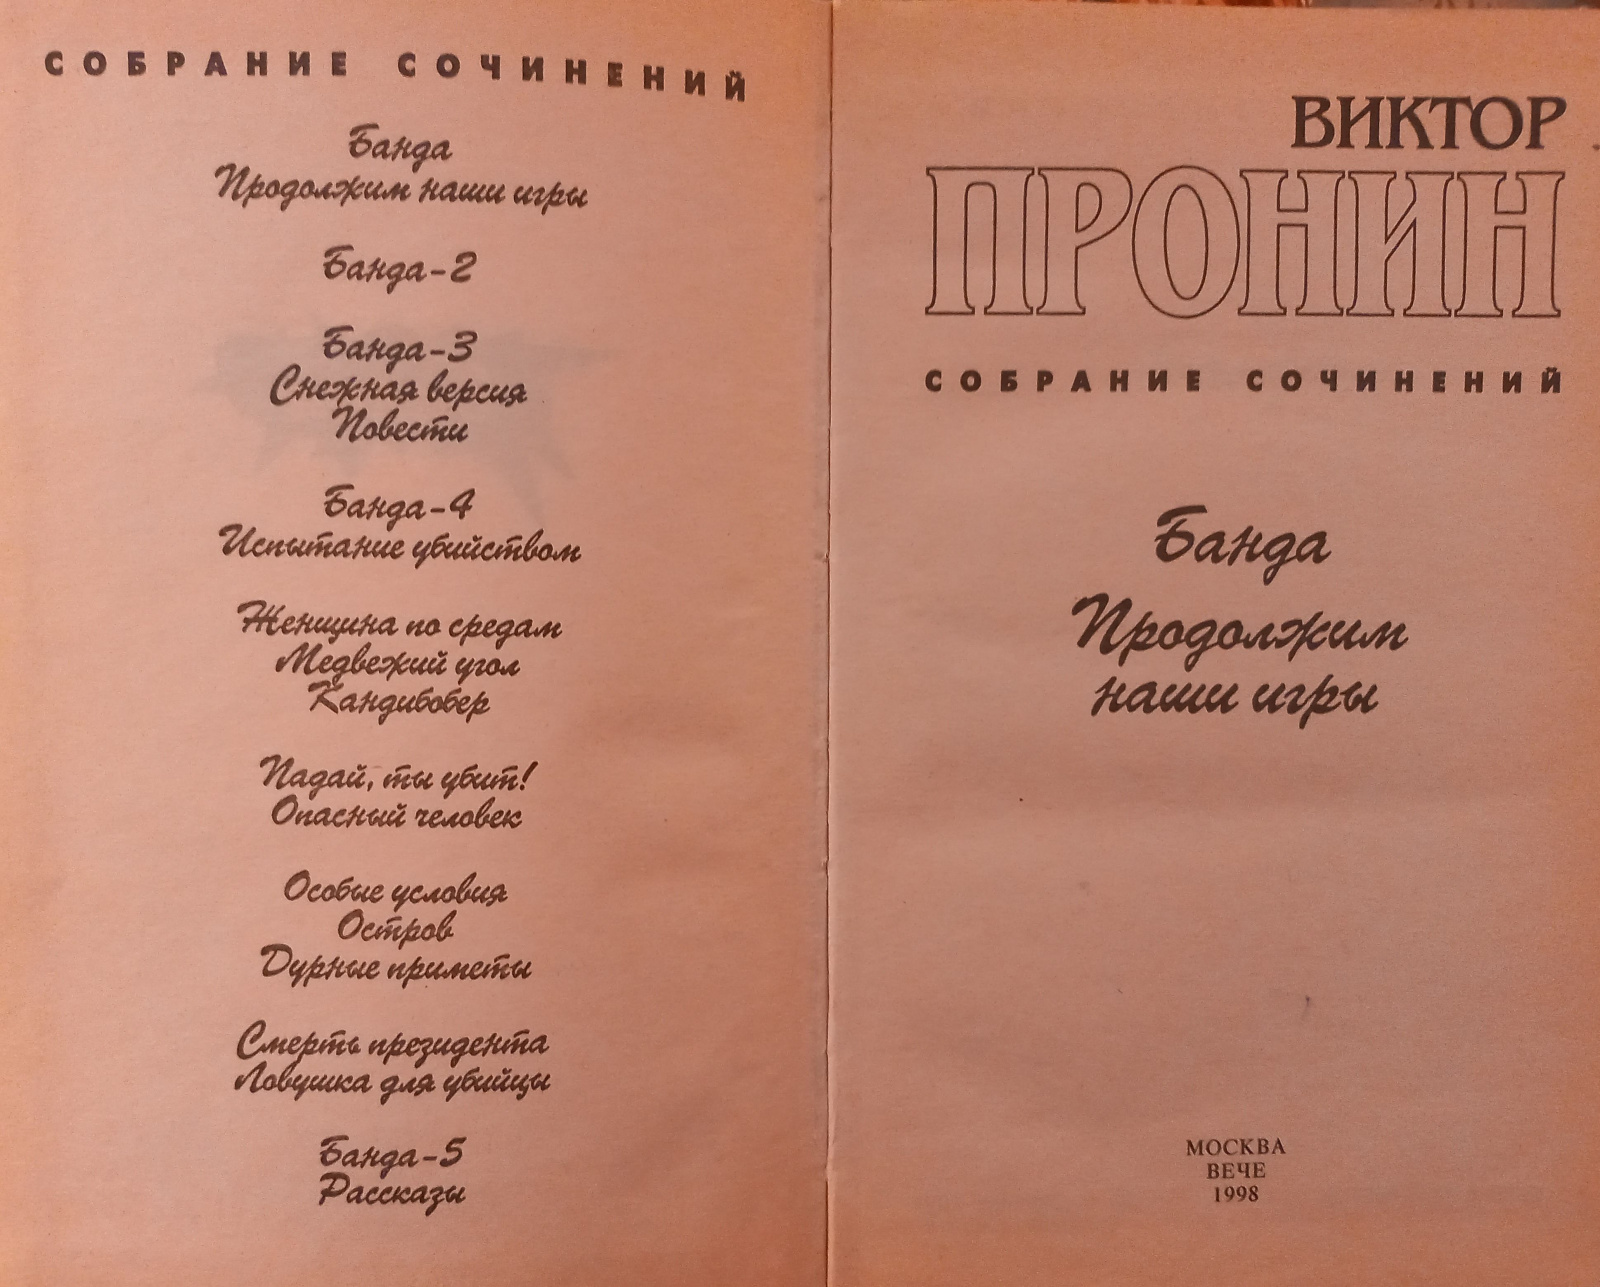 СОБРАНИЕ СОЧИНЕНИЙ
Банда
Продолжим наши игры
Банда-2
Банда-3
Снежная версия
Повести
Банда-4
Испытание убийством
Женщина по средам
Медвежий угол
Кандибобер
Падай, ты убит!
Опасный человек
Особые условия
Остров
Дурные приметы
Смерть президента
Ловушка для убийцы
Банда-5
Рассказы
ВИКТОР
ПРОНИН
СОБРАНИЕ СОЧИНЕНИЙ
Банда
Продолжим
наши игры
МОСКВА
ВЕЧЕ
1998